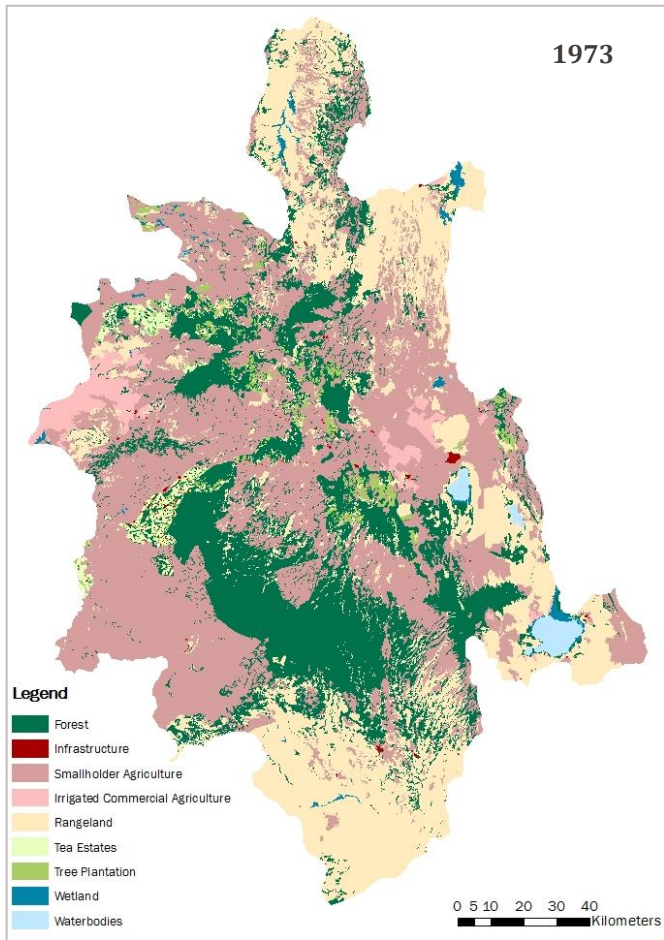 1973
Legend
Forest
Infrastructure
Smallholder Agriculture
Irrigated Commercial Agriculture
Rangeland
Tea Estates
Tree Plantation
Wetland
Waterbodies
0 5 10 20 30 40
Kilometers